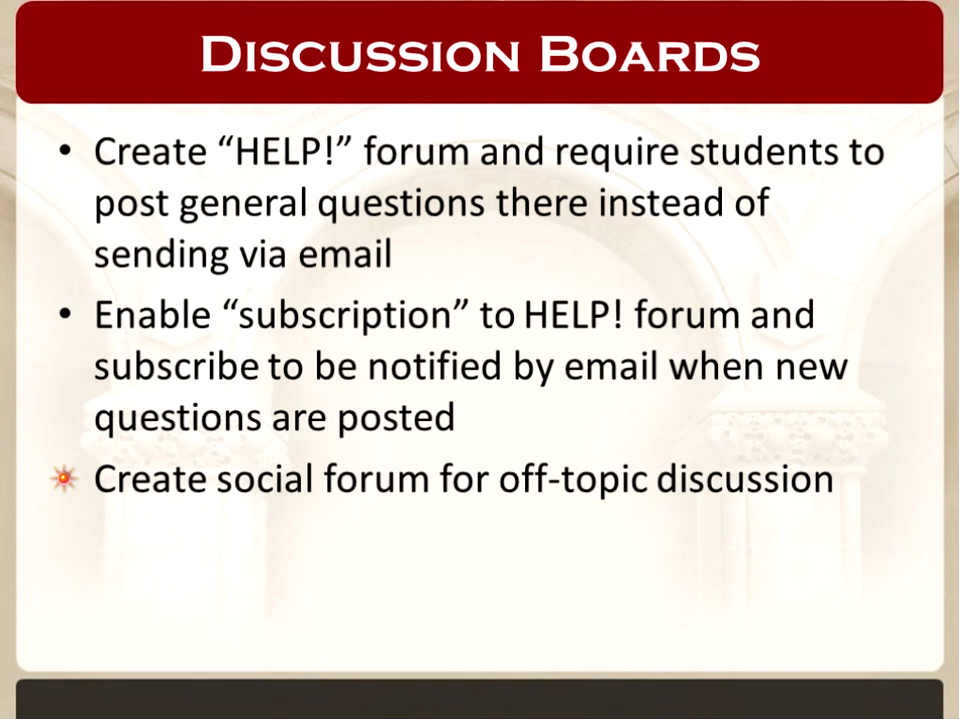 Discussion Boards
• Create “HELP!” forum and require students to
post general questions there instead of
sending via email
• Enable “subscription” to HELP! forum and
subscribe to be notified by email when new
questions are posted
Create social forum for off-topic discussion